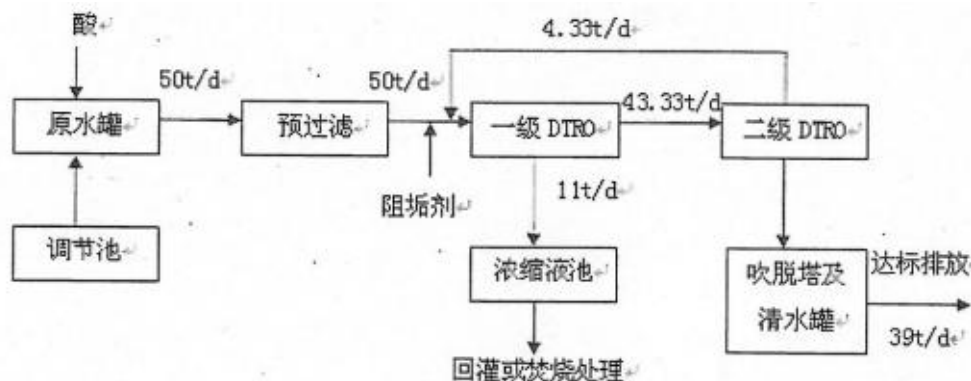 酸
4.33t/d
50t/d
50t/d
43.33t/d
原水罐
预过滤
一级 DTRO
二级 DTRO
阻垢剂
11t/d
调节池
浓缩液池
吹脱塔及
清水罐
达标排放
39t/d
回灌或焚烧处理